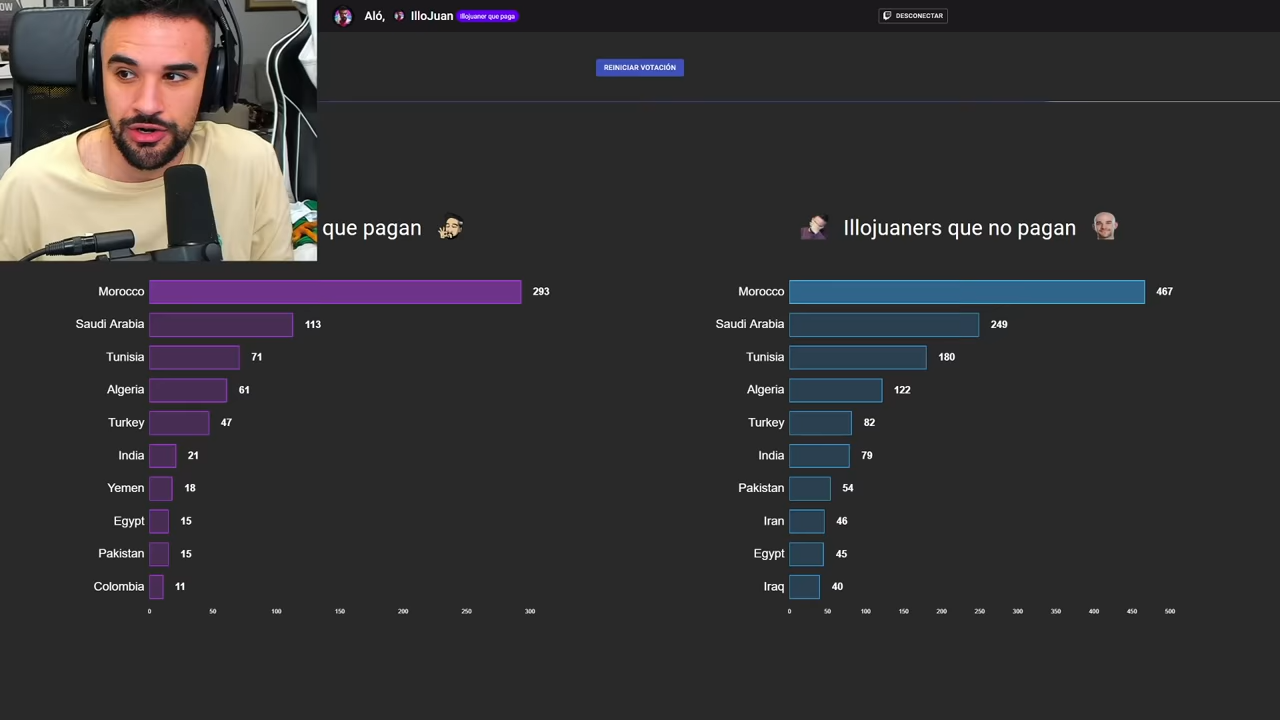 Aló, IlloJuan Illojuaner que paga
DESCONECTAR
REINICIAR VOTACIÓN
que pagan
Morocco 293
Saudi Arabia 113
Tunisia 71
Algeria 61
Turkey 47
India 21
Yemen 18
Egypt 15
Pakistan 15
Colombia 11
0 50 100 150 200 250 300
Illojuaners que no pagan
Morocco 467
Saudi Arabia 249
Tunisia 180
Algeria 122
Turkey 82
India 79
Pakistan 54
Iran 46
Egypt 45
Iraq 40
0 50 100 150 200 250 300 350 400 450 500